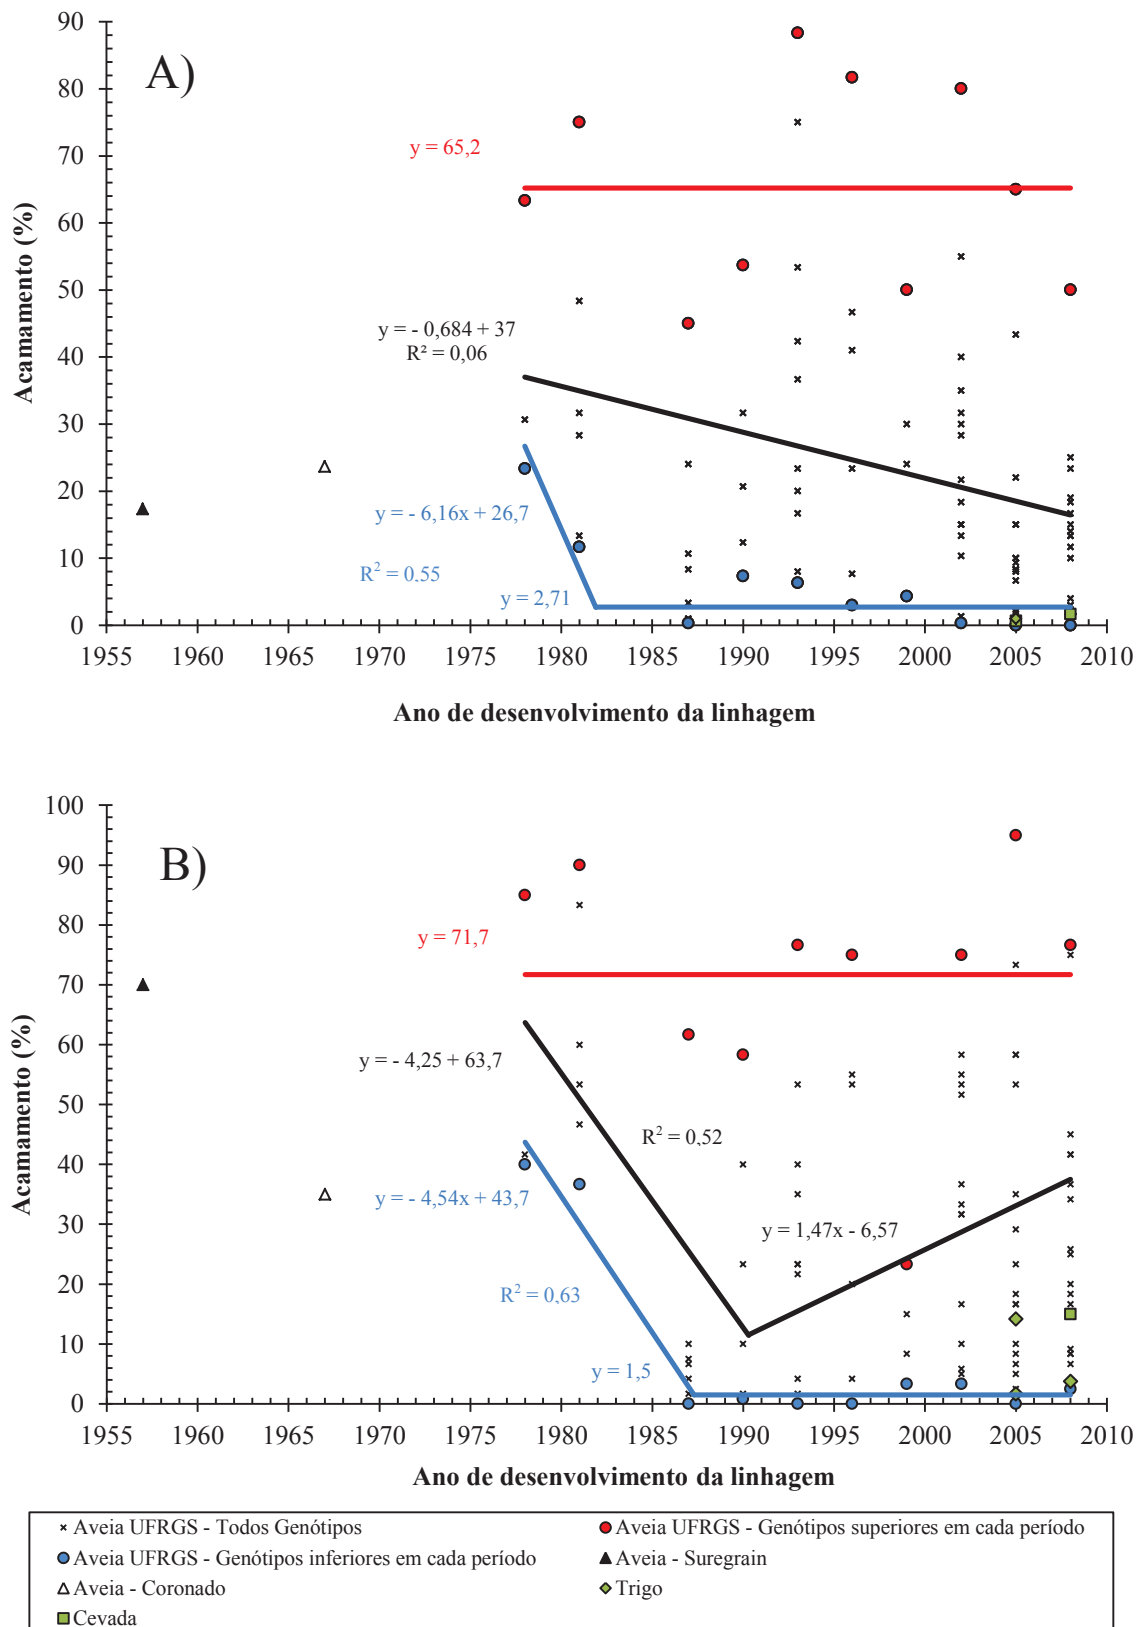 A)
Acamamento (%)
90
80
70
60
50
40
30
20
10
0
y = 65,2
y = - 0,684 + 37
R² = 0,06
y = - 6,16x + 26,7
R² = 0,55
y = 2,71
1955 1960 1965 1970 1975 1980 1985 1990 1995 2000 2005 2010
Ano de desenvolvimento da linhagem
B)
Acamamento (%)
100
90
80
70
60
50
40
30
20
10
0
y = 71,7
y = - 4,25 + 63,7
R² = 0,52
y = - 4,54x + 43,7
y = 1,47x - 6,57
R² = 0,63
y = 1,5
1955 1960 1965 1970 1975 1980 1985 1990 1995 2000 2005 2010
Ano de desenvolvimento da linhagem
Aveia UFRGS - Todos Genótipos
Aveia UFRGS - Genótipos superiores em cada período
Aveia UFRGS - Genótipos inferiores em cada período
Aveia - Suregrain
Aveia - Coronado
Trigo
Cevada